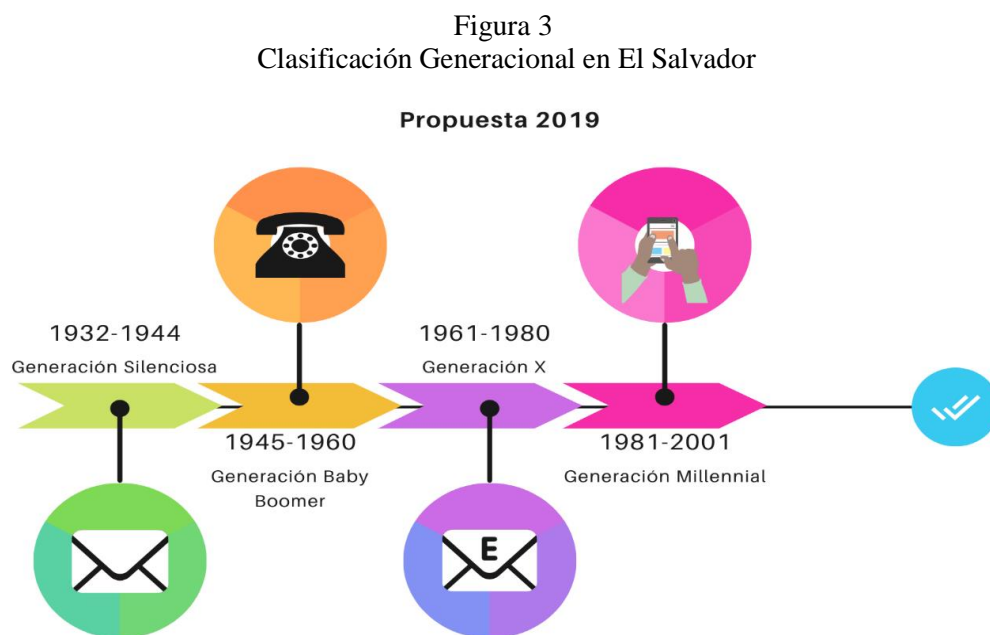 Figura 3
Clasificación Generacional en El Salvador
Propuesta 2019
1932-1944
Generación Silenciosa
1945-1960
Generación Baby
Boomer
1961-1980
Generación X
E
1981-2001
Generación Millennial